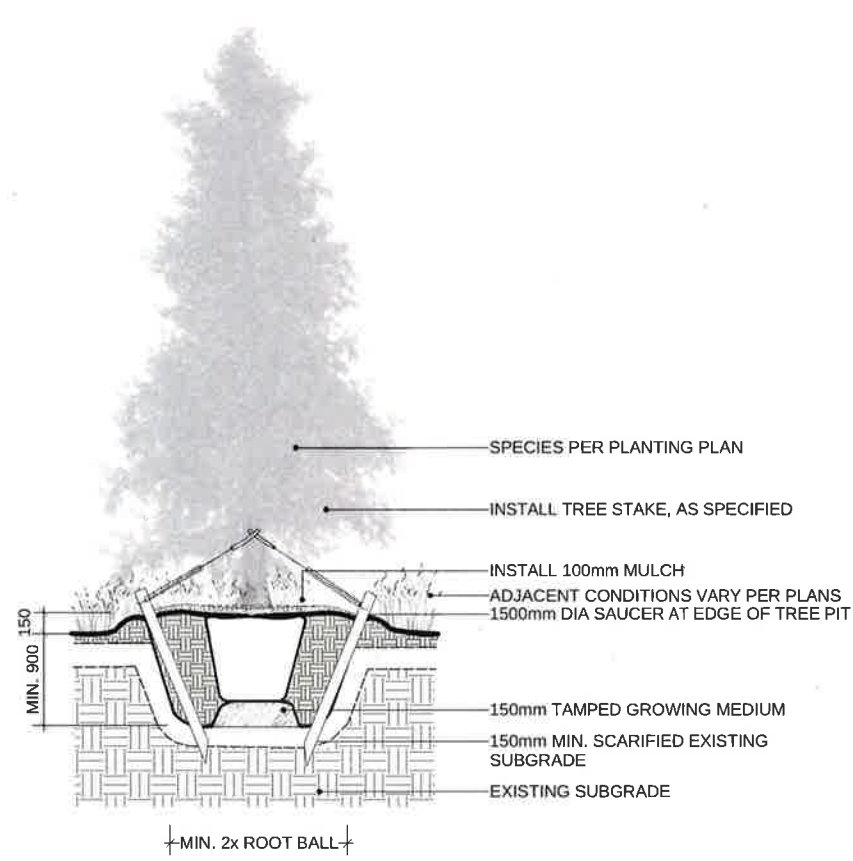 SPECIES PER PLANTING PLAN
INSTALL TREE STAKE, AS SPECIFIED
INSTALL 100mm MULCH
ADJACENT CONDITIONS VARY PER PLANS
1500mm DIA SAUCER AT EDGE OF TREE PIT
150
MIN. 900
150mm TAMPED GROWING MEDIUM
150mm MIN. SCARIFIED EXISTING
SUBGRADE
EXISTING SUBGRADE
MIN. 2x ROOT BALL